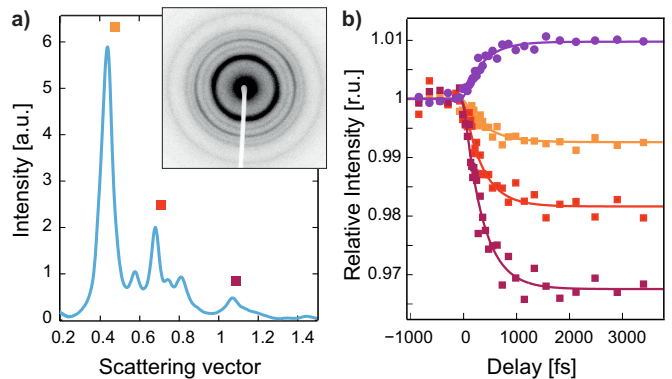 a)
Intensity [a.u.]
6
5
4
3
2
1
0
0.2 0.4 0.6 0.8 1.0 1.2 1.4
Scattering vector
b)
Relative Intensity [r.u.]
1.01
1
0.99
0.98
0.97
−1000 0 1000 2000 3000
Delay [fs]